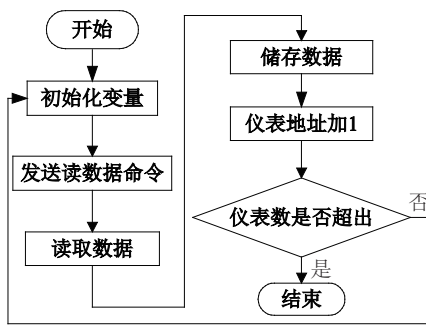 开始
初始化变量
发送读数据命令
读取数据
储存数据
仪表地址加1
仪表数是否超出
否
是
结束